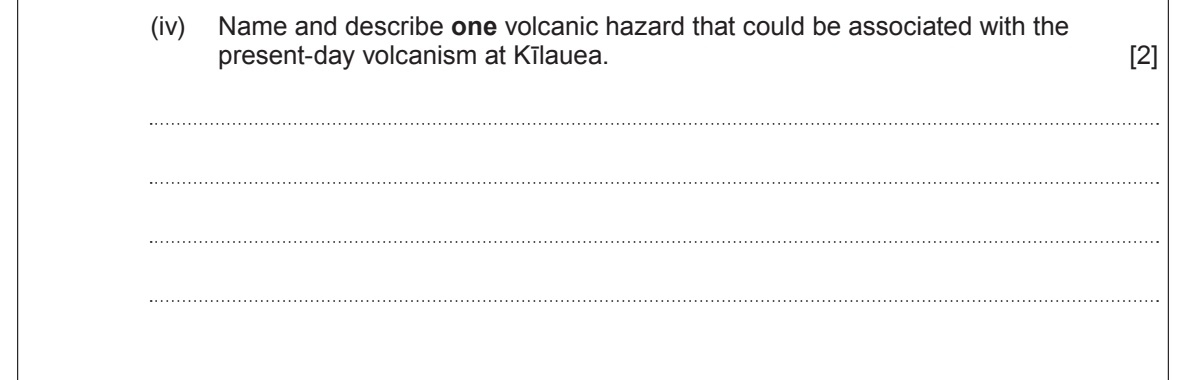 (iv) Name and describe one volcanic hazard that could be associated with the
present-day volcanism at Kīlauea. [2]